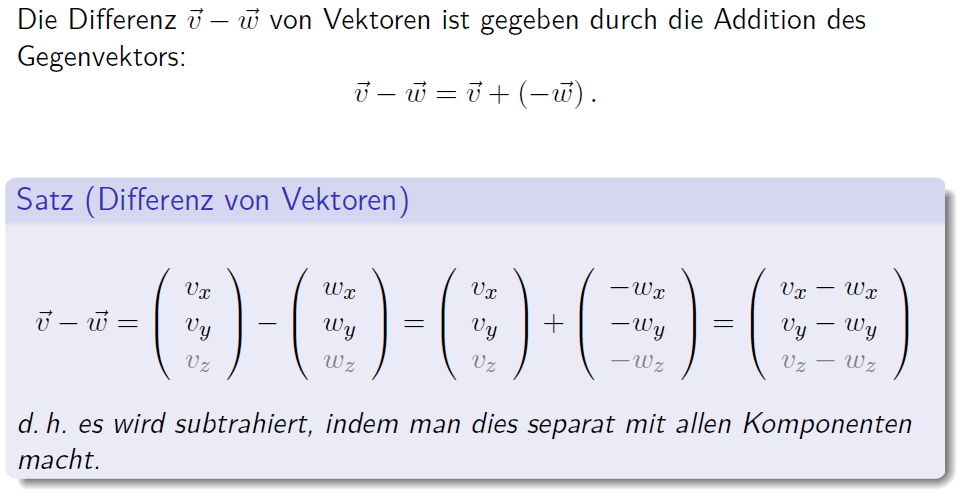 Die Differenz $\vec{v} - \vec{w}$ von Vektoren ist gegeben durch die Addition des
Gegenvektors:
$\vec{v} - \vec{w} = \vec{v} + (-\vec{w})\,.$
Satz (Differenz von Vektoren)
$\vec{v} - \vec{w} = \begin{pmatrix} v_x \\ v_y \\ v_z \end{pmatrix} - \begin{pmatrix} w_x \\ w_y \\ w_z \end{pmatrix} = \begin{pmatrix} v_x \\ v_y \\ v_z \end{pmatrix} + \begin{pmatrix} -w_x \\ -w_y \\ -w_z \end{pmatrix} = \begin{pmatrix} v_x - w_x \\ v_y - w_y \\ v_z - w_z \end{pmatrix}$
d. h. es wird subtrahiert, indem man dies separat mit allen Komponenten
macht.